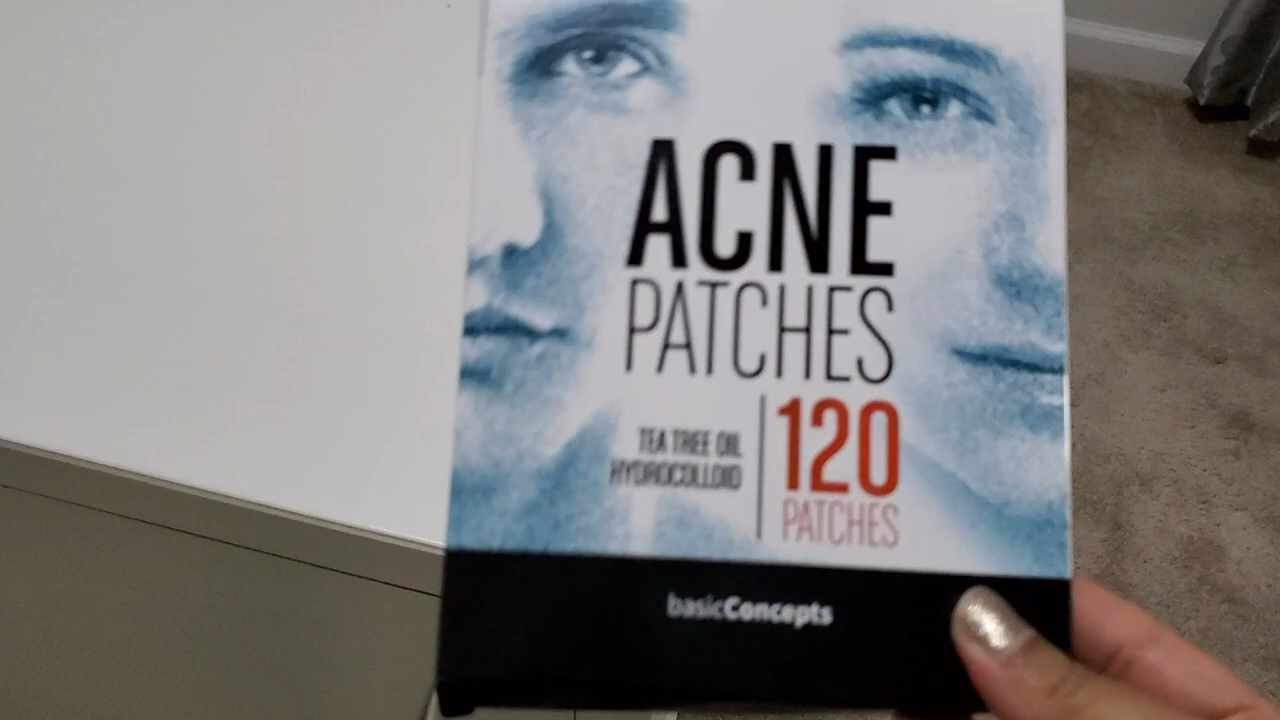 ACNE
PATCHES
TEA TREE OIL
HYDROCOLLOID
120
PATCHES
basicConcepts